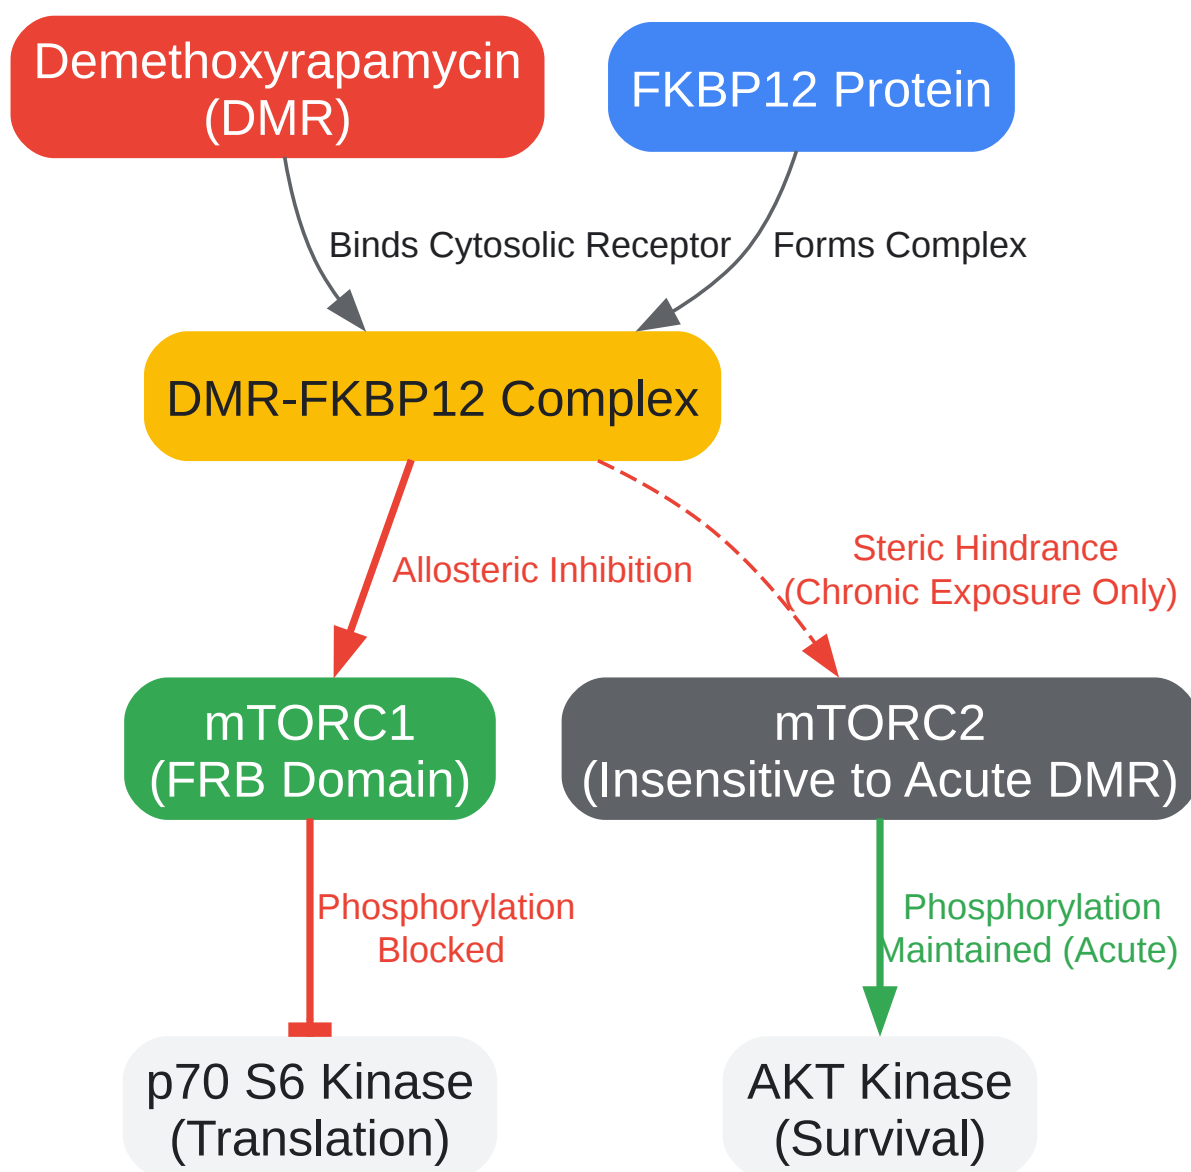 Demethoxyrapamycin
(DMR)
FKBP12 Protein
Binds Cytosolic Receptor
Forms Complex
DMR-FKBP12 Complex
Allosteric Inhibition
Steric Hindrance
(Chronic Exposure Only)
mTORC1
(FRB Domain)
mTORC2
(Insensitive to Acute DMR)
Phosphorylation
Blocked
Phosphorylation
Maintained (Acute)
p70 S6 Kinase
(Translation)
AKT Kinase
(Survival)